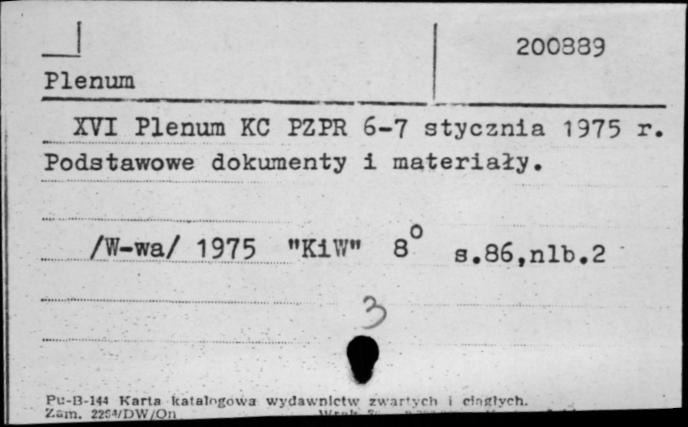 200889
Plenum
XVI Plenum KC PZPR 6-7 stycznia 1975 r.
Podstawowe dokumenty i materiały.
/W-wa/ 1975 "KiW" 8° s.86,nlb.2
3
Pu-B-144 Karta katalogowa wydawnictw zwartych i ciągłych.
Zam.